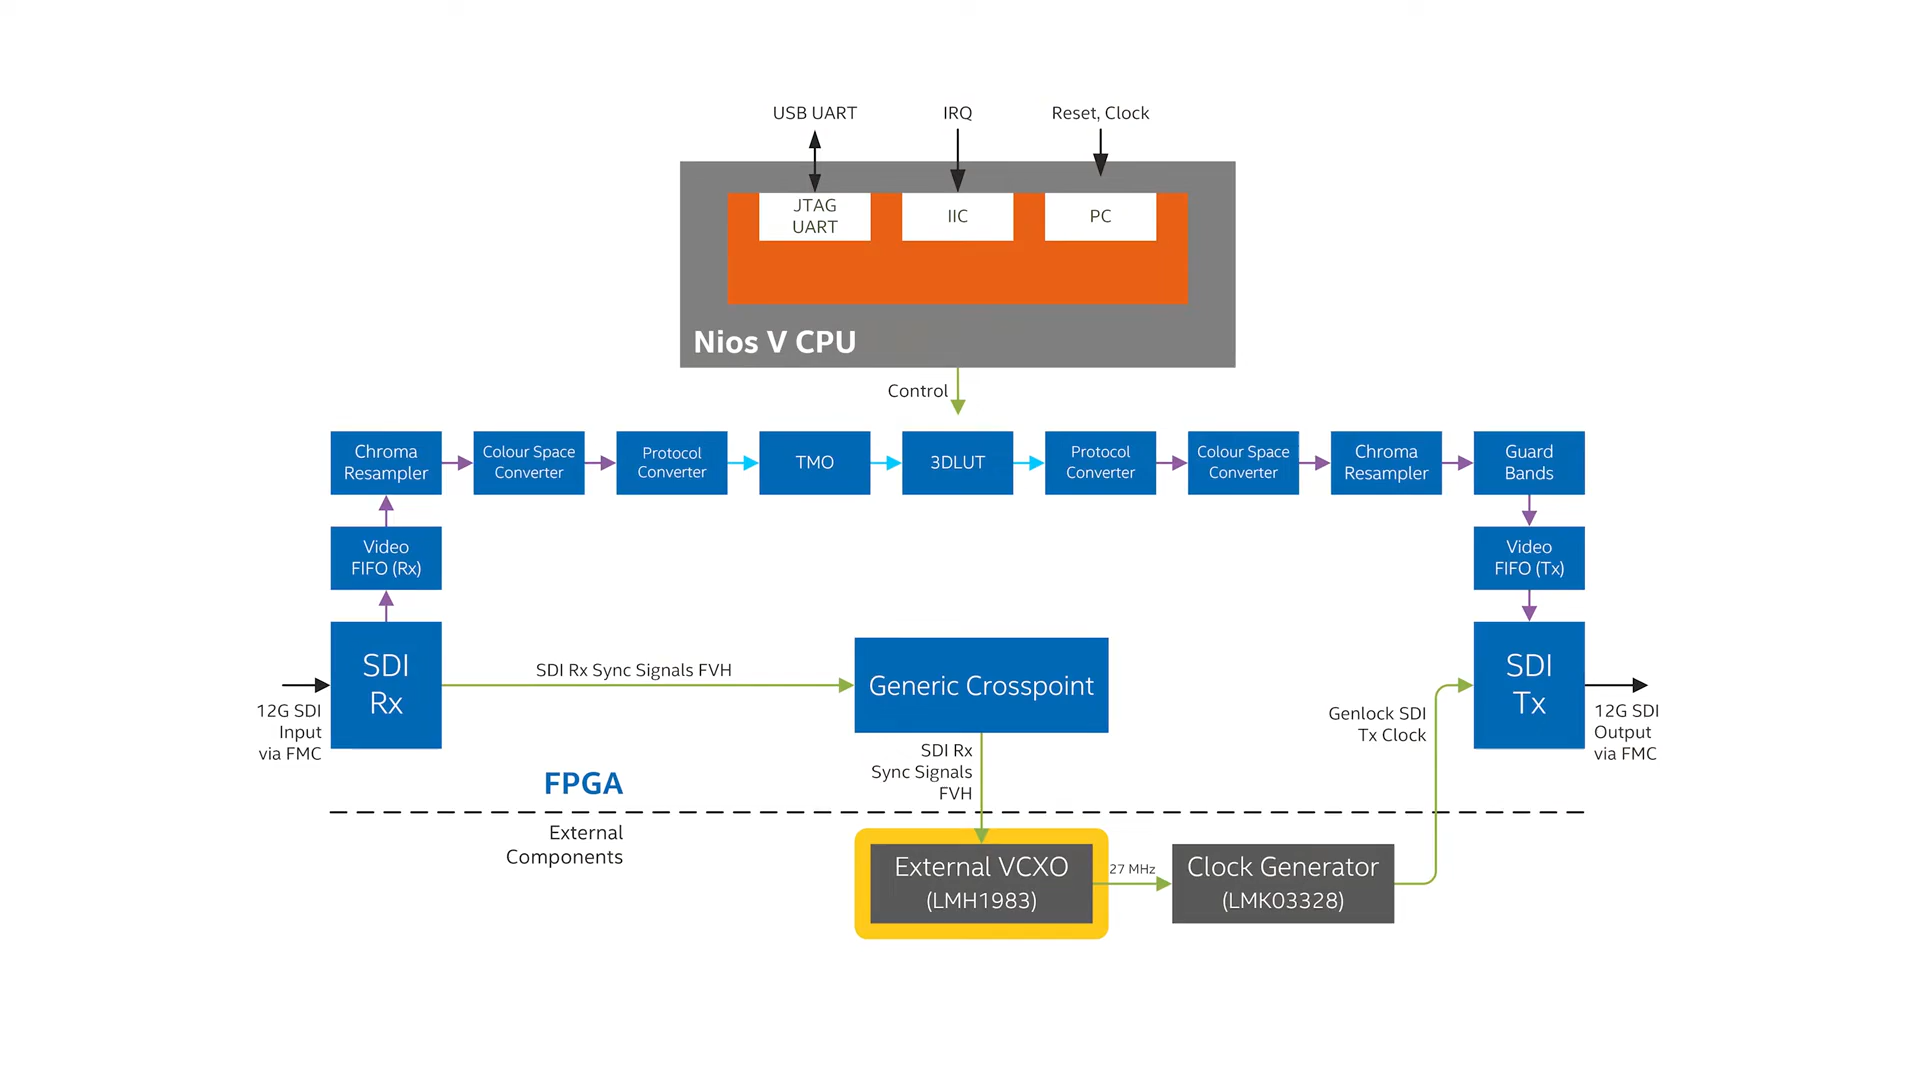 USB UART
IRQ
Reset, Clock
JTAG
UART
IIC
PC
Nios V CPU
Control
Chroma
Resampler
Colour Space
Converter
Protocol
Converter
TMO
3DLUT
Protocol
Converter
Colour Space
Converter
Chroma
Resampler
Guard
Bands
Video
FIFO (Rx)
Video
FIFO (Tx)
SDI
Rx
SDI Rx Sync Signals FVH
Generic Crosspoint
SDI
Tx
12G SDI
Input
via FMC
Genlock SDI
Tx Clock
12G SDI
Output
via FMC
SDI Rx
Sync Signals
FVH
FPGA
External
Components
External VCXO
(LMH1983)
27 MHz
Clock Generator
(LMK03328)